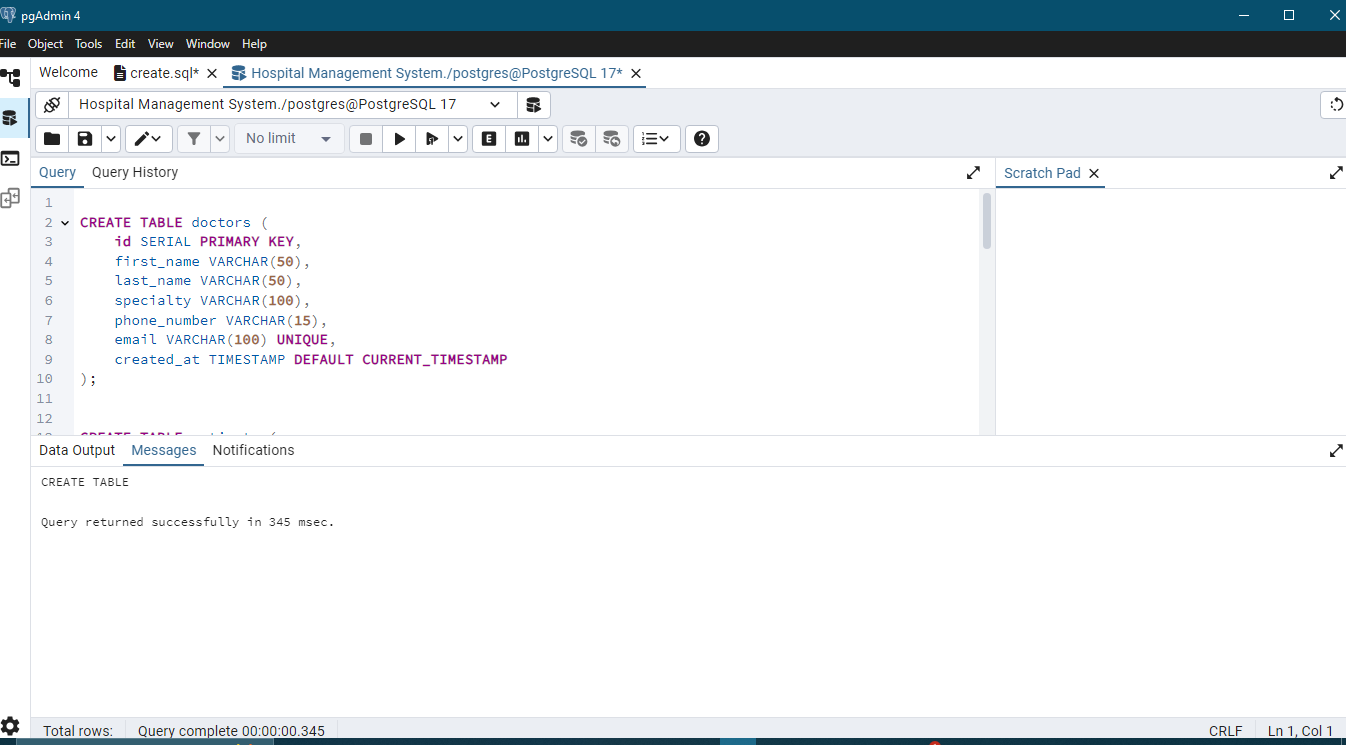 pgAdmin 4
File Object Tools Edit View Window Help
Welcome create.sql* Hospital Management System./postgres@PostgreSQL 17*
Hospital Management System./postgres@PostgreSQL 17
No limit
E
Query Query History
Scratch Pad
1
2 CREATE TABLE doctors (
3 id SERIAL PRIMARY KEY,
4 first_name VARCHAR(50),
5 last_name VARCHAR(50),
6 specialty VARCHAR(100),
7 phone_number VARCHAR(15),
8 email VARCHAR(100) UNIQUE,
9 created_at TIMESTAMP DEFAULT CURRENT_TIMESTAMP
10 );
11
12
Data Output Messages Notifications
CREATE TABLE
Query returned successfully in 345 msec.
Total rows: Query complete 00:00:00.345 CRLF Ln 1, Col 1